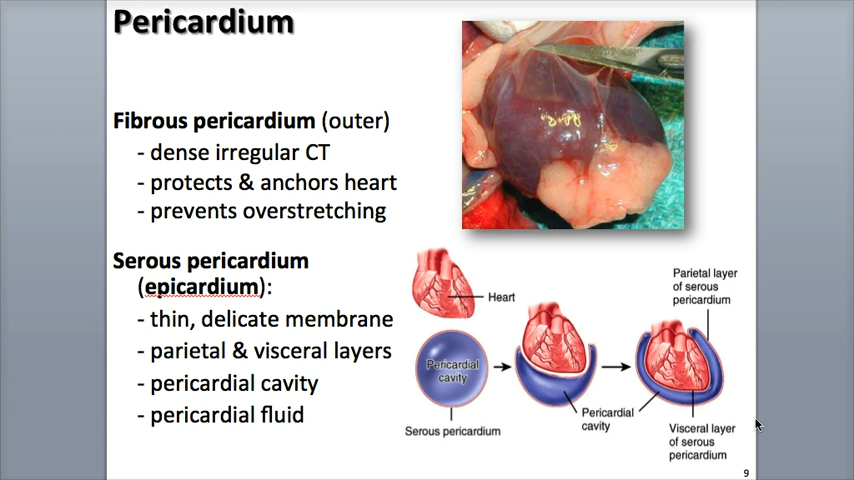 Pericardium
Fibrous pericardium (outer)
- dense irregular CT
- protects & anchors heart
- prevents overstretching
Serous pericardium
(epicardium):
- thin, delicate membrane
- parietal & visceral layers
- pericardial cavity
- pericardial fluid
Heart
Pericardial
cavity
Serous pericardium
Pericardial
cavity
Parietal layer
of serous
pericardium
Visceral layer
of serous
pericardium
9